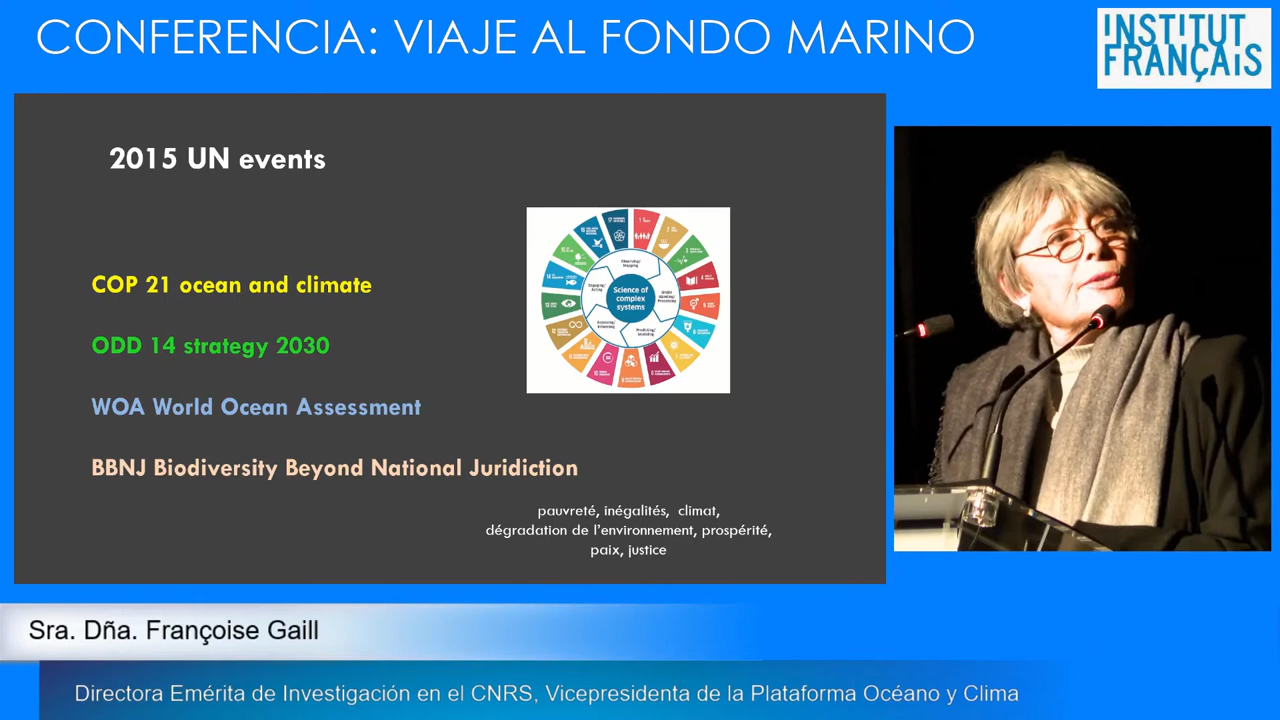 CONFERENCIA: VIAJE AL FONDO MARINO
INSTITUT
FRANÇAiS
2015 UN events
COP 21 ocean and climate
ODD 14 strategy 2030
WOA World Ocean Assessment
BBNJ Biodiversity Beyond National Juridiction
Science of
complex
systems
pauvreté, inégalités, climat,
dégradation de l'environnement, prospérité,
paix, justice
Sra. Dña. Françoise Gaill
Directora Emérita de Investigación en el CNRS, Vicepresidenta de la Plataforma Océano y Clima